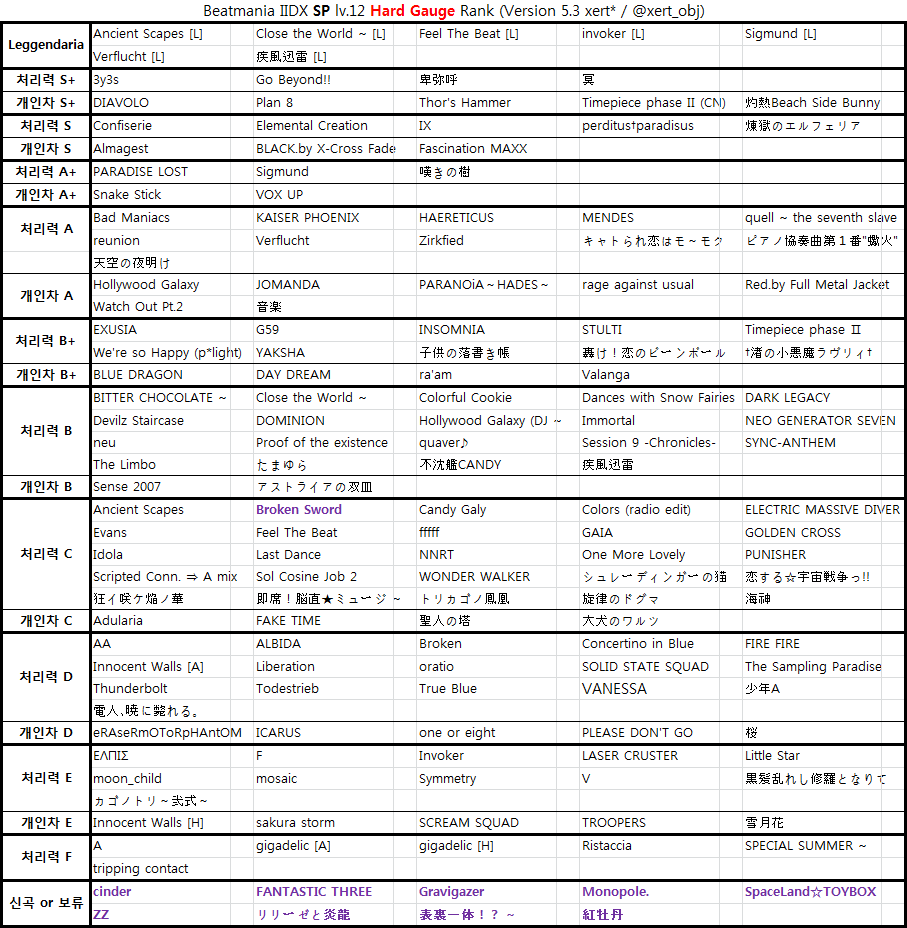 Beatmania IIDX SP lv.12 Hard Gauge Rank (Version 5.3 xert* / @xert_obj)
Leggendaria
Ancient Scapes [L] Close the World ~ [L] Feel The Beat [L] invoker [L] Sigmund [L]
Verflucht [L] 疾風迅雷 [L]
처리력 S+ 3y3s Go Beyond!! 卑弥呼 冥
개인차 S+ DIAVOLO Plan 8 Thor's Hammer Timepiece phase II (CN) 灼熱Beach Side Bunny
처리력 S Confiserie Elemental Creation IX perditus†paradisus 煉獄のエルフェリア
개인차 S Almagest BLACK.by X-Cross Fade Fascination MAXX
처리력 A+ PARADISE LOST Sigmund 嘆きの樹
개인차 A+ Snake Stick VOX UP
처리력 A
Bad Maniacs KAISER PHOENIX HAERETICUS MENDES quell ~ the seventh slave
reunion Verflucht Zirkfied キャトられ恋はモ～モク ピアノ協奏曲第１番"蠍火"
天空の夜明け
개인차 A
Hollywood Galaxy JOMANDA PARANOiA～HADES～ rage against usual Red.by Full Metal Jacket
Watch Out Pt.2 音楽
처리력 B+
EXUSIA G59 INSOMNIA STULTI Timepiece phase Ⅱ
We're so Happy (p*light) YAKSHA 子供の落書き帳 轟け！恋のビーンボール †渚の小悪魔ラヴリィ†
개인차 B+ BLUE DRAGON DAY DREAM ra'am Valanga
처리력 B
BITTER CHOCOLATE ~ Close the World ~ Colorful Cookie Dances with Snow Fairies DARK LEGACY
Devilz Staircase DOMINION Hollywood Galaxy (DJ ~ Immortal NEO GENERATOR SEVEN
neu Proof of the existence quaver♪ Session 9 -Chronicles- SYNC-ANTHEM
The Limbo たまゆら 不沈艦CANDY 疾風迅雷
개인차 B Sense 2007 アストライアの双皿
처리력 C
Ancient Scapes Broken Sword Candy Galy Colors (radio edit) ELECTRIC MASSIVE DIVER
Evans Feel The Beat fffff GAIA GOLDEN CROSS
Idola Last Dance NNRT One More Lovely PUNISHER
Scripted Conn. ⇒ A mix Sol Cosine Job 2 WONDER WALKER シュレーディンガーの猫 恋する☆宇宙戦争っ!!
狂イ咲ケ焔ノ華 即席！脳直★ミュージ ~ トリカゴノ鳳凰 旋律のドグマ 海神
개인차 C Adularia FAKE TIME 聖人の塔 六犬のワルツ
처리력 D
AA ALBIDA Broken Concertino in Blue FIRE FIRE
Innocent Walls [A] Liberation oratio SOLID STATE SQUAD The Sampling Paradise
Thunderbolt Todestrieb True Blue VANESSA 少年A
電人､暁に斃れる｡
개인차 D eRAseRmOToRpHAntOM ICARUS one or eight PLEASE DON'T GO 桜
처리력 E
ΕΛΠΙΣ F Invoker LASER CRUSTER Little Star
moon_child mosaic Symmetry V 黒髪乱れし修羅となりて
カゴノトリ～弐式～
개인차 E Innocent Walls [H] sakura storm SCREAM SQUAD TROOPERS 雪月花
처리력 F
A gigadelic [A] gigadelic [H] Ristaccia SPECIAL SUMMER ~
tripping contact
신곡 or 보류
cinder FANTASTIC THREE Gravigazer Monopole. SpaceLand☆TOYBOX
ZZ リリーゼと炎龍 表裏一体！？～ 紅牡丹